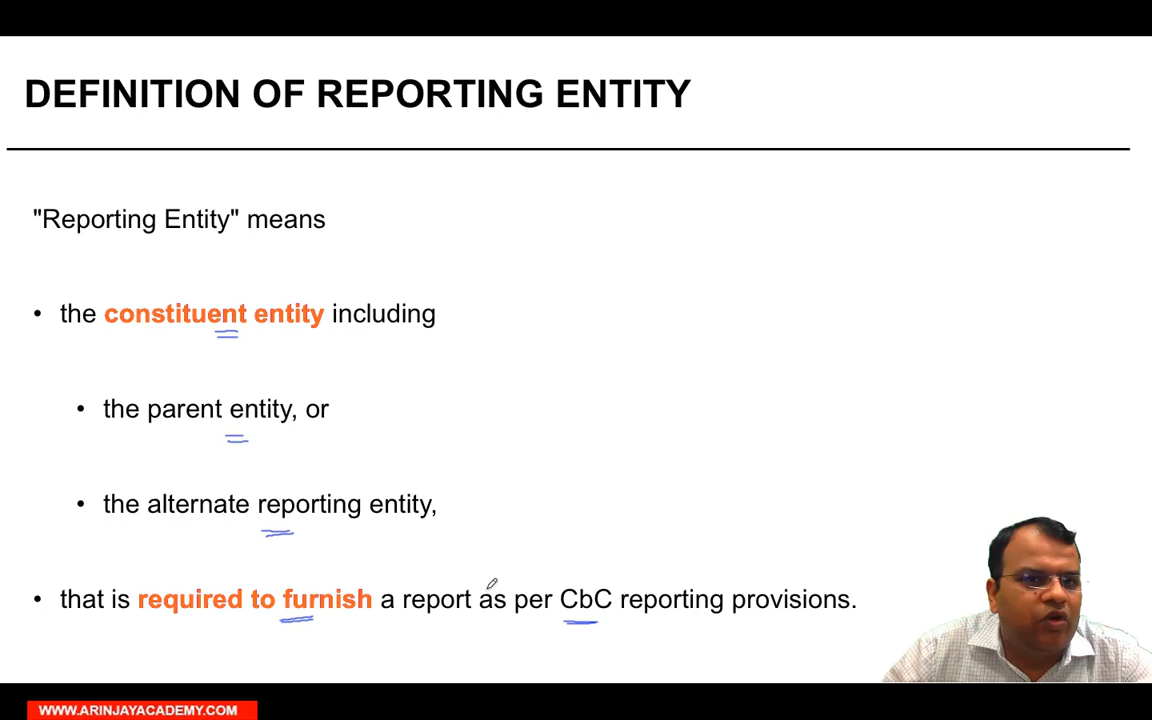 DEFINITION OF REPORTING ENTITY
"Reporting Entity" means
• the constituent entity including
• the parent entity, or
• the alternate reporting entity,
• that is required to furnish a report as per CbC reporting provisions.
WWW.ARINJAYACADEMY.COM